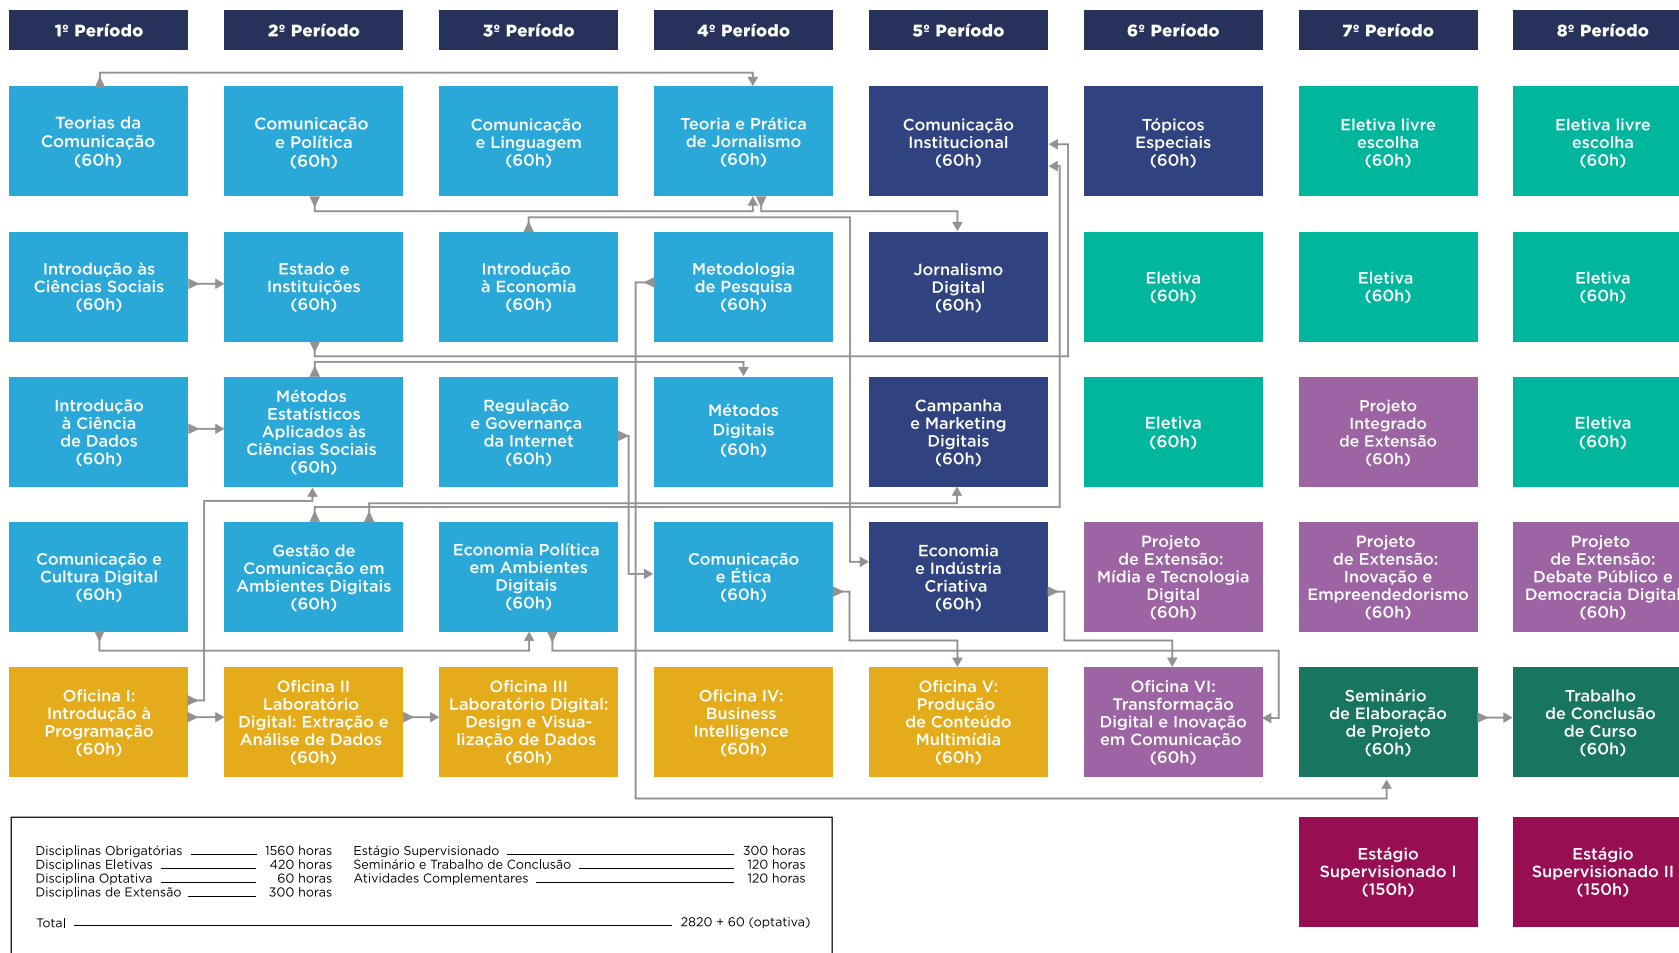 1º Período
2º Período
3º Período
4º Período
5º Período
6º Período
7º Período
8º Período
Teorias da
Comunicação
(60h)
Comunicação
e Política
(60h)
Comunicação
e Linguagem
(60h)
Teoria e Prática
de Jornalismo
(60h)
Comunicação
Institucional
(60h)
Tópicos
Especiais
(60h)
Eletiva livre
escolha
(60h)
Eletiva livre
escolha
(60h)
Introdução às
Ciências Sociais
(60h)
Estado e
Instituições
(60h)
Introdução
à Economia
(60h)
Metodologia
de Pesquisa
(60h)
Jornalismo
Digital
(60h)
Eletiva
(60h)
Eletiva
(60h)
Eletiva
(60h)
Introdução
à Ciência
de Dados
(60h)
Métodos
Estatísticos
Aplicados às
Ciências Sociais
(60h)
Regulação
e Governança
da Internet
(60h)
Métodos
Digitais
(60h)
Campanha
e Marketing
Digitais
(60h)
Eletiva
(60h)
Projeto
Integrado
de Extensão
(60h)
Eletiva
(60h)
Comunicação e
Cultura Digital
(60h)
Gestão de
Comunicação em
Ambientes Digitais
(60h)
Economia Política
em Ambientes
Digitais
(60h)
Comunicação
e Ética
(60h)
Economia
e Indústria
Criativa
(60h)
Projeto
de Extensão:
Mídia e Tecnologia
Digital
(60h)
Projeto
de Extensão:
Inovação e
Empreendedorismo
(60h)
Projeto
de Extensão:
Debate Público e
Democracia Digital
(60h)
Oficina I:
Introdução à
Programação
(60h)
Oficina II
Laboratório
Digital: Extração e
Análise de Dados
(60h)
Oficina III
Laboratório Digital:
Design e Visua-
lização de Dados
(60h)
Oficina IV:
Business
Intelligence
(60h)
Oficina V:
Produção
de Conteúdo
Multimídia
(60h)
Oficina VI:
Transformação
Digital e Inovação
em Comunicação
(60h)
Seminário
de Elaboração
de Projeto
(60h)
Trabalho
de Conclusão
de Curso
(60h)
Estágio
Supervisionado I
(150h)
Estágio
Supervisionado II
(150h)
Disciplinas Obrigatórias 1560 horas
Disciplinas Eletivas 420 horas
Disciplina Optativa 60 horas
Disciplinas de Extensão 300 horas
Estágio Supervisionado 300 horas
Seminário e Trabalho de Conclusão 120 horas
Atividades Complementares 120 horas
Total 2820 + 60 (optativa)